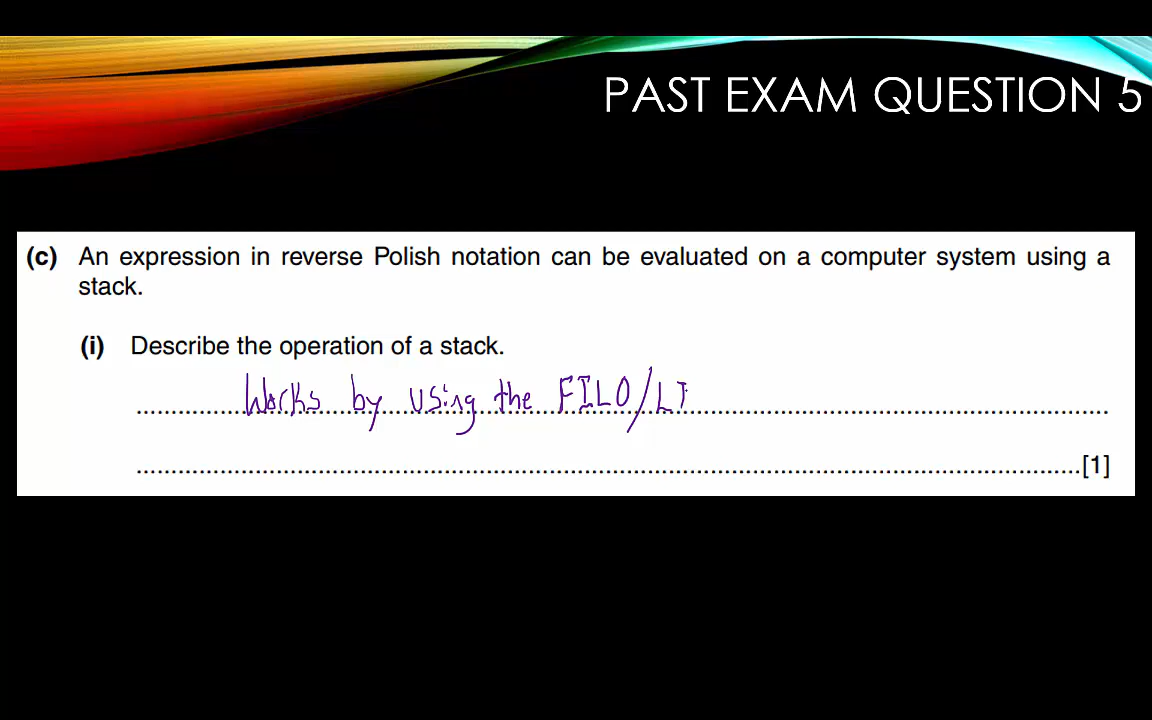 PAST EXAM QUESTION 5
(c) An expression in reverse Polish notation can be evaluated on a computer system using a
stack.
(i) Describe the operation of a stack.
Works by using the FILO/LI
................................................[1]